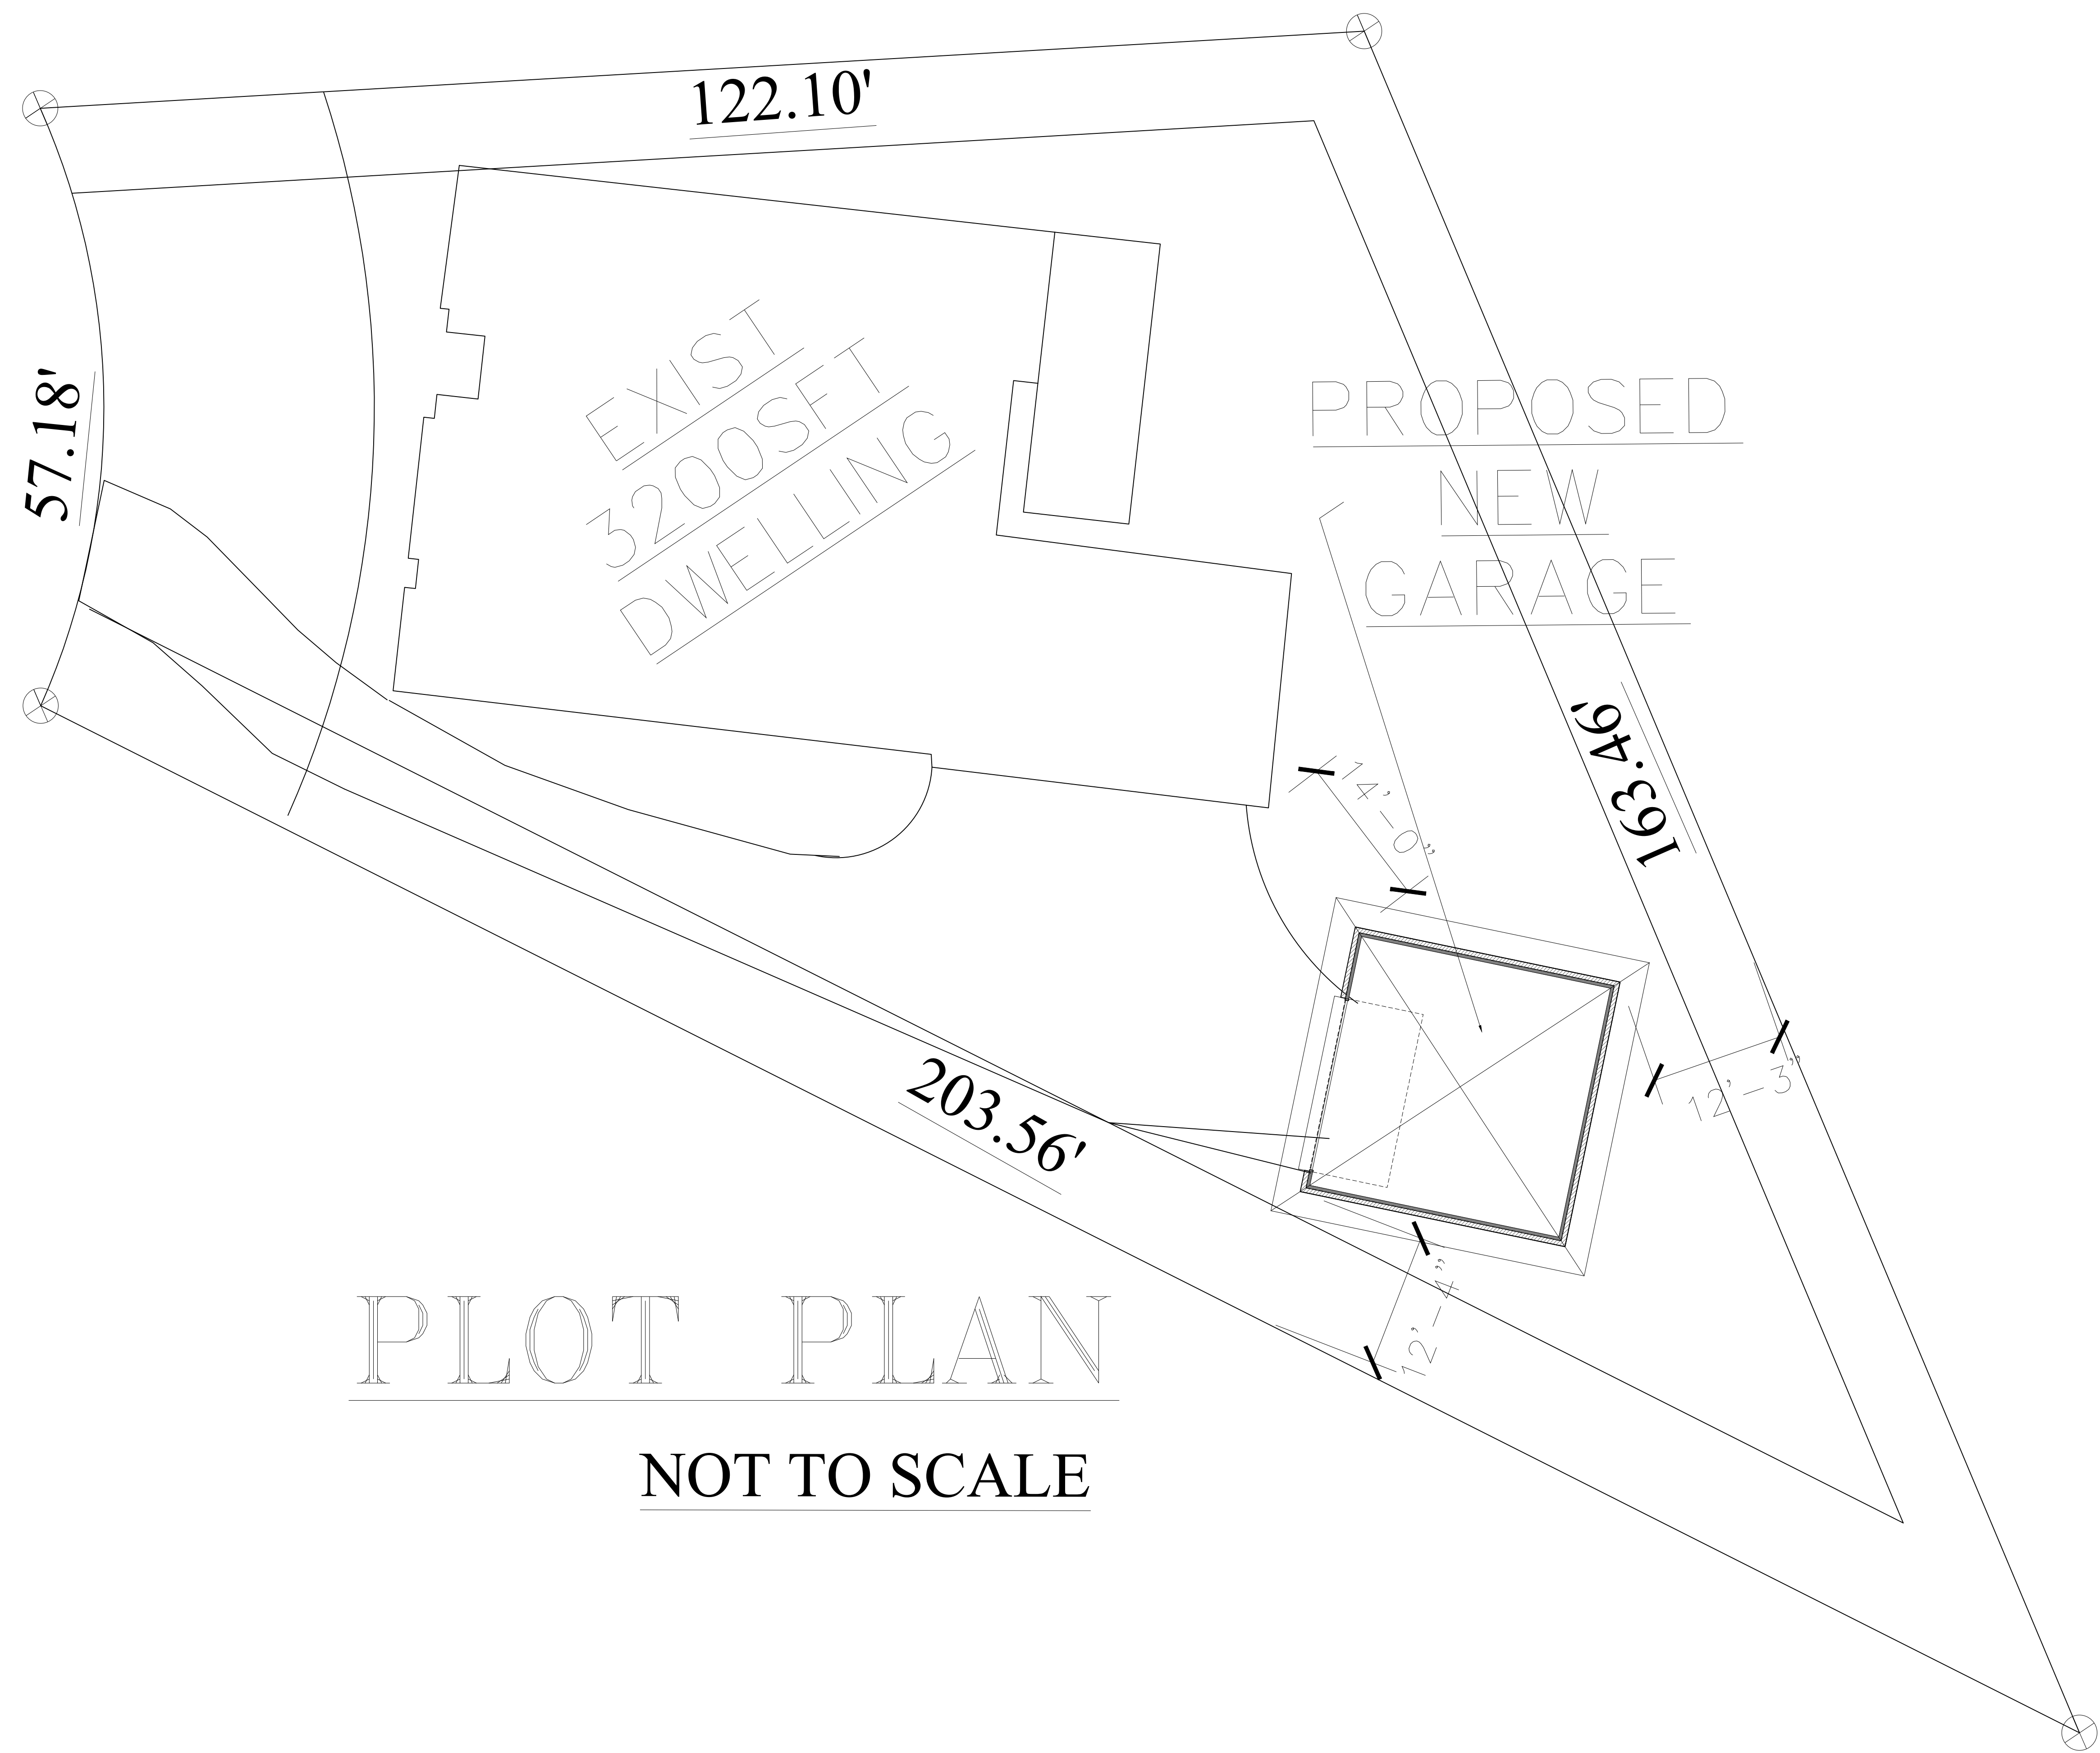 122.10'
57.18'
EXIST
3200SFT
DWELLING
PROPOSED
NEW
GARAGE
163.46'
14'-0"
12'-3"
203.56'
12'-4"
PLOT PLAN
NOT TO SCALE